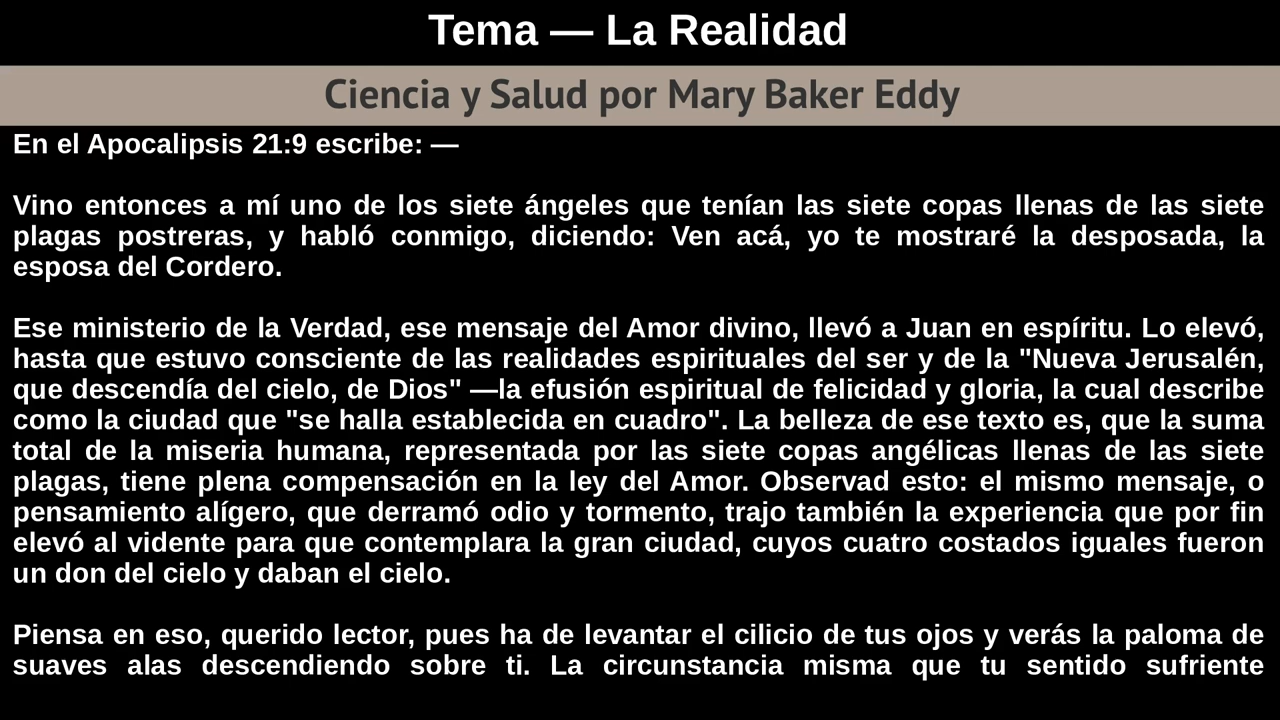 Tema — La Realidad
Ciencia y Salud por Mary Baker Eddy
En el Apocalipsis 21:9 escribe: —
Vino entonces a mí uno de los siete ángeles que tenían las siete copas llenas de las siete
plagas postreras, y habló conmigo, diciendo: Ven acá, yo te mostraré la desposada, la
esposa del Cordero.
Ese ministerio de la Verdad, ese mensaje del Amor divino, llevó a Juan en espíritu. Lo elevó,
hasta que estuvo consciente de las realidades espirituales del ser y de la "Nueva Jerusalén,
que descendía del cielo, de Dios" —la efusión espiritual de felicidad y gloria, la cual describe
como la ciudad que "se halla establecida en cuadro". La belleza de ese texto es, que la suma
total de la miseria humana, representada por las siete copas angélicas llenas de las siete
plagas, tiene plena compensación en la ley del Amor. Observad esto: el mismo mensaje, o
pensamiento alígero, que derramó odio y tormento, trajo también la experiencia que por fin
elevó al vidente para que contemplara la gran ciudad, cuyos cuatro costados iguales fueron
un don del cielo y daban el cielo.
Piensa en eso, querido lector, pues ha de levantar el cilicio de tus ojos y verás la paloma de
suaves alas descendiendo sobre ti. La circunstancia misma que tu sentido sufriente